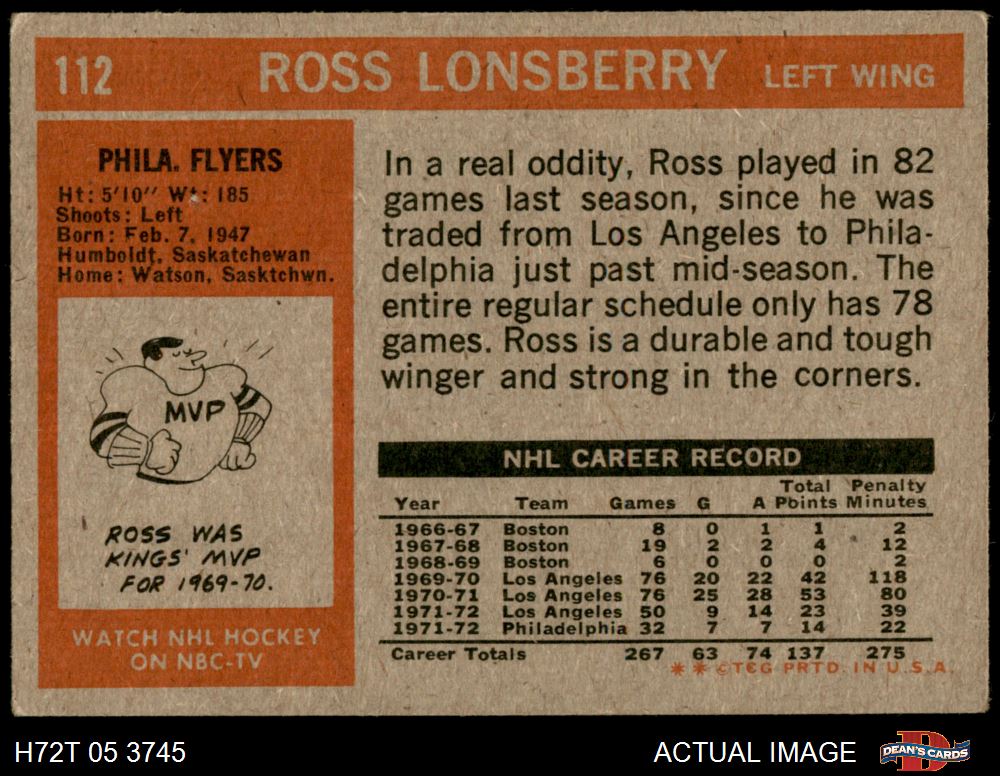 112 ROSS LONSBERRY LEFT WING
PHILA. FLYERS
Ht: 5'10" Wt: 185
Shoots: Left
Born: Feb. 7, 1947
Humboldt, Saskatchewan
Home: Watson, Sasktchwn.
MVP
ROSS WAS
KINGS' MVP
FOR 1969-70.
WATCH NHL HOCKEY
ON NBC-TV
In a real oddity, Ross played in 82
games last season, since he was
traded from Los Angeles to Phila-
delphia just past mid-season. The
entire regular schedule only has 78
games. Ross is a durable and tough
winger and strong in the corners.
NHL CAREER RECORD
Total Penalty
Year Team Games G A Points Minutes
1966-67 Boston 8 0 1 1 2
1967-68 Boston 19 2 2 4 12
1968-69 Boston 6 0 0 0 2
1969-70 Los Angeles 76 20 22 42 118
1970-71 Los Angeles 76 25 28 53 80
1971-72 Los Angeles 50 9 14 23 39
1971-72 Philadelphia 32 7 7 14 22
Career Totals 267 63 74 137 275
** © TCG PRTD. IN U.S.A.
H72T 05 3745 ACTUAL IMAGE DEAN'S CARDS